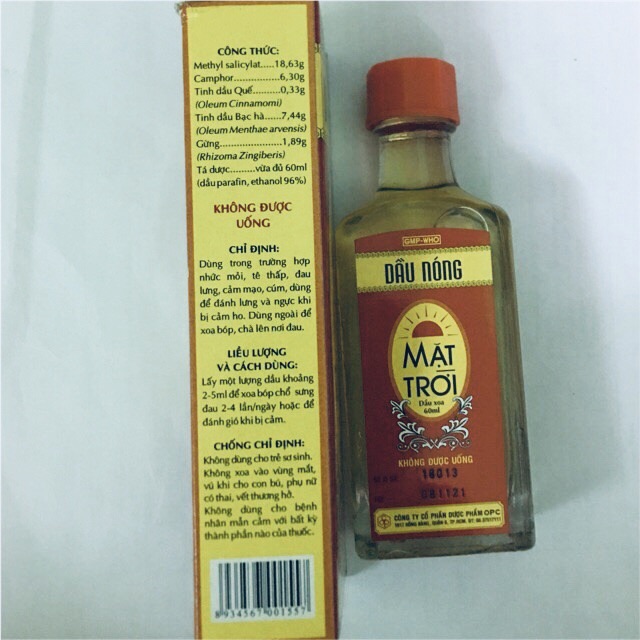 CÔNG THỨC:
Methyl salicylat.....18,63g
Camphor.................6,30g
Tinh dầu Quế..........0,33g
(Oleum Cinnamomi)
Tinh dầu Bạc hà......7,44g
(Oleum Menthae arvensis)
Gừng......................1,89g
(Rhizoma Zingiberis)
Tá dược.........vừa đủ 60ml
(dầu parafin, ethanol 96%)
KHÔNG ĐƯỢC
UỐNG
CHỈ ĐỊNH:
Dùng trong trường hợp
nhức mỏi, tê thấp, đau
lưng, cảm mạo, cúm, dùng
để đánh lưng và ngực khi
bị cảm ho. Dùng ngoài để
xoa bóp, chà lên nơi đau.
LIỀU LƯỢNG
VÀ CÁCH DÙNG:
Lấy một lượng dầu khoảng
2-5ml để xoa bóp chổ sưng
đau 2-4 lần/ngày hoặc để
đánh gió khi bị cảm.
CHỐNG CHỈ ĐỊNH:
Không dùng cho trẻ sơ sinh.
Không xoa vào vùng mắt,
vú khi cho con bú, phụ nữ
có thai, vết thương hở.
Không dùng cho bệnh
nhân mẫn cảm với bất kỳ
thành phần nào của thuốc.
8 934567 001557
GMP-WHO
DẦU NÓNG
MẶT
TRỜI
Dầu xoa
60ml
KHÔNG ĐƯỢC UỐNG
18013
081121
CÔNG TY CỔ PHẦN DƯỢC PHẨM OPC